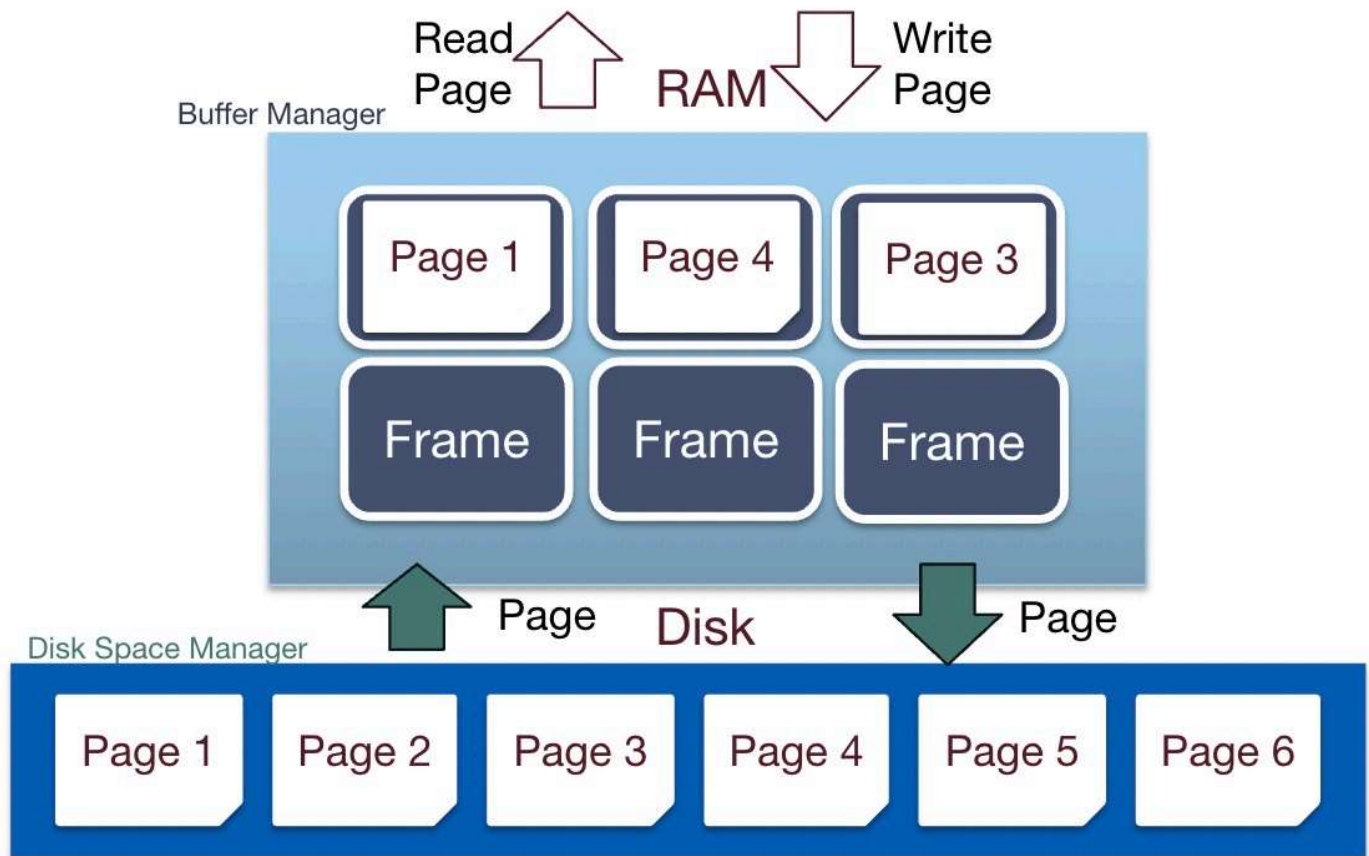 Read
Page
RAM
Write
Page
Buffer Manager
Page 1
Page 4
Page 3
Frame
Frame
Frame
Page
Disk
Page
Disk Space Manager
Page 1
Page 2
Page 3
Page 4
Page 5
Page 6